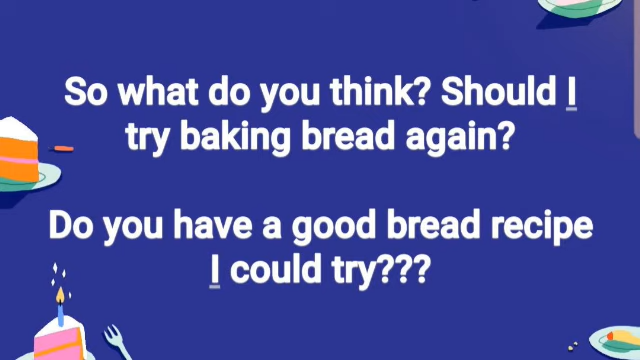 So what do you think? Should I
try baking bread again?
Do you have a good bread recipe
I could try???